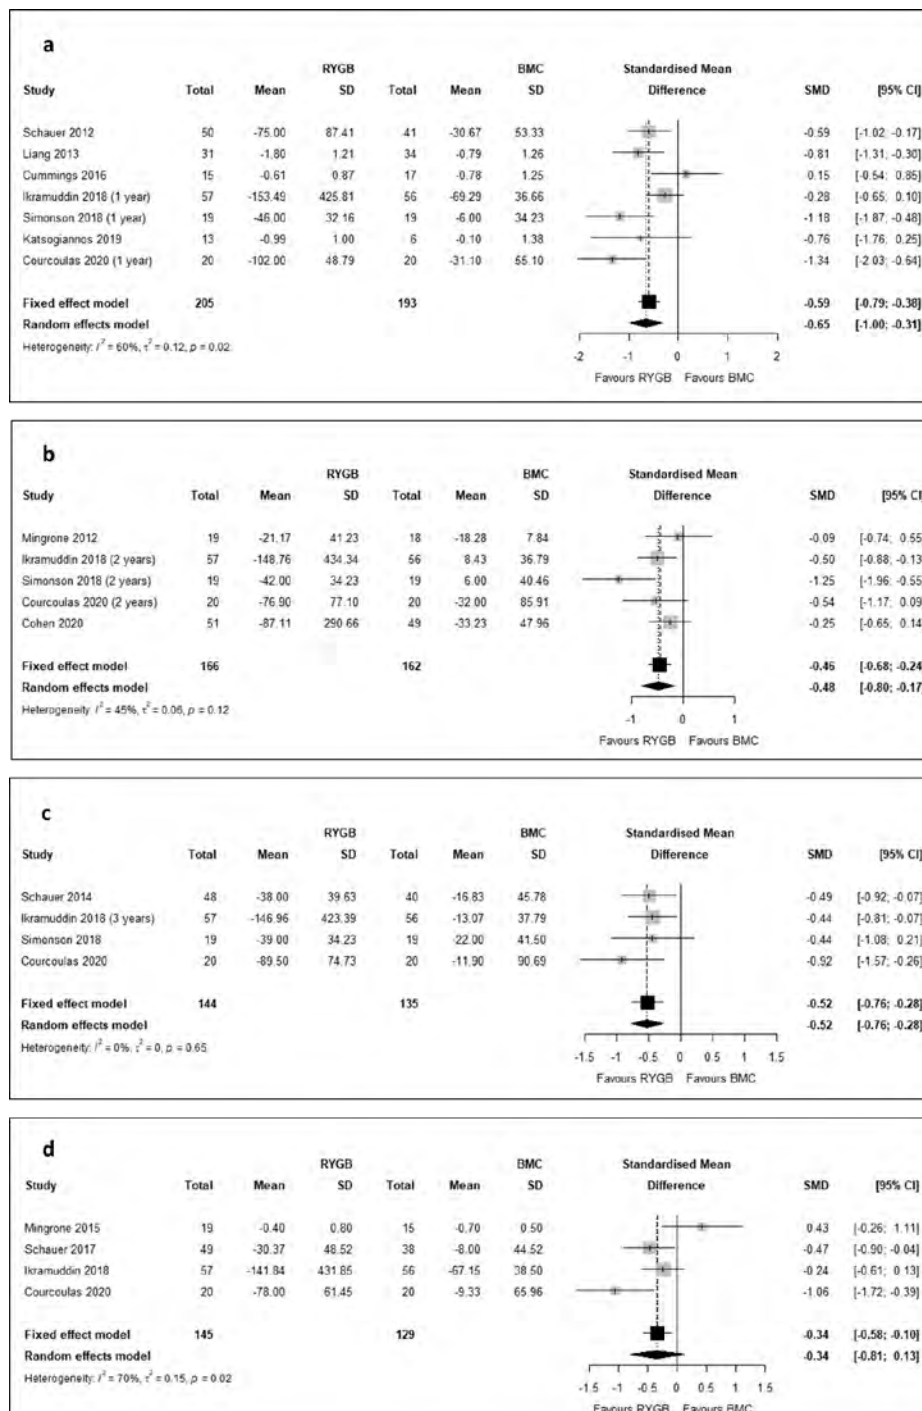 a
RYGB BMC Standardised Mean
Study Total Mean SD Total Mean SD Difference SMD [95% CI]
Schauer 2012 50 -75.00 87.41 41 -30.67 53.33 -0.59 [-1.02; -0.17]
Liang 2013 31 -1.80 1.21 34 -0.79 1.26 -0.81 [-1.31; -0.30]
Cummings 2016 15 -0.61 0.87 17 -0.78 1.25 0.15 [-0.54; 0.85]
Ikramuddin 2018 (1 year) 57 -153.49 425.81 56 -69.29 36.66 -0.28 [-0.65; 0.10]
Simonson 2018 (1 year) 19 -46.00 32.16 19 -6.00 34.23 -1.18 [-1.87; -0.48]
Katsogiannos 2019 13 -0.99 1.00 6 -0.10 1.38 -0.76 [-1.76; 0.25]
Courcoulas 2020 (1 year) 20 -102.00 48.79 20 -31.10 55.10 -1.34 [-2.03; -0.64]
Fixed effect model 205 193 -0.59 [-0.79; -0.38]
Random effects model -0.65 [-1.00; -0.31]
Heterogeneity: I² = 60%, τ² = 0.12, p = 0.02
-2 -1 0 1 2
Favours RYGB Favours BMC
b
RYGB BMC Standardised Mean
Study Total Mean SD Total Mean SD Difference SMD [95% CI
Mingrone 2012 19 -21.17 41.23 18 -18.28 7.84 -0.09 [-0.74; 0.55
Ikramuddin 2018 (2 years) 57 -148.76 434.34 56 8.43 36.79 -0.50 [-0.88; -0.13
Simonson 2018 (2 years) 19 -42.00 34.23 19 6.00 40.46 -1.25 [-1.96; -0.55
Courcoulas 2020 (2 years) 20 -76.90 77.10 20 -32.00 85.91 -0.54 [-1.17; 0.09
Cohen 2020 51 -87.11 290.66 49 -33.23 47.96 -0.25 [-0.65; 0.14
Fixed effect model 166 162 -0.46 [-0.68; -0.24
Random effects model -0.48 [-0.80; -0.17
Heterogeneity: I² = 45%, τ² = 0.06, p = 0.12
-1 0 1
Favours RYGB Favours BMC
c
RYGB BMC Standardised Mean
Study Total Mean SD Total Mean SD Difference SMD [95% CI]
Schauer 2014 48 -38.00 39.63 40 -16.83 45.78 -0.49 [-0.92; -0.07]
Ikramuddin 2018 (3 years) 57 -146.96 423.39 56 -13.07 37.79 -0.44 [-0.81; -0.07]
Simonson 2018 19 -39.00 34.23 19 -22.00 41.50 -0.44 [-1.08; 0.21]
Courcoulas 2020 20 -89.50 74.73 20 -11.90 90.69 -0.92 [-1.57; -0.26]
Fixed effect model 144 135 -0.52 [-0.76; -0.28]
Random effects model -0.52 [-0.76; -0.28]
Heterogeneity: I² = 0%, τ² = 0, p = 0.65
-1.5 -1 -0.5 0 0.5 1 1.5
Favours RYGB Favours BMC
d
RYGB BMC Standardised Mean
Study Total Mean SD Total Mean SD Difference SMD [95% CI]
Mingrone 2015 19 -0.40 0.80 15 -0.70 0.50 0.43 [-0.26; 1.11]
Schauer 2017 49 -30.37 48.52 38 -8.00 44.52 -0.47 [-0.90; -0.04]
Ikramuddin 2018 57 -141.84 431.85 56 -67.15 38.50 -0.24 [-0.61; 0.13]
Courcoulas 2020 20 -78.00 61.45 20 -9.33 65.96 -1.06 [-1.72; -0.39]
Fixed effect model 145 129 -0.34 [-0.58; -0.10]
Random effects model -0.34 [-0.81; 0.13]
Heterogeneity: I² = 70%, τ² = 0.15, p = 0.02
-1.5 -1 -0.5 0 0.5 1 1.5
Favours RYGB Favours BMC